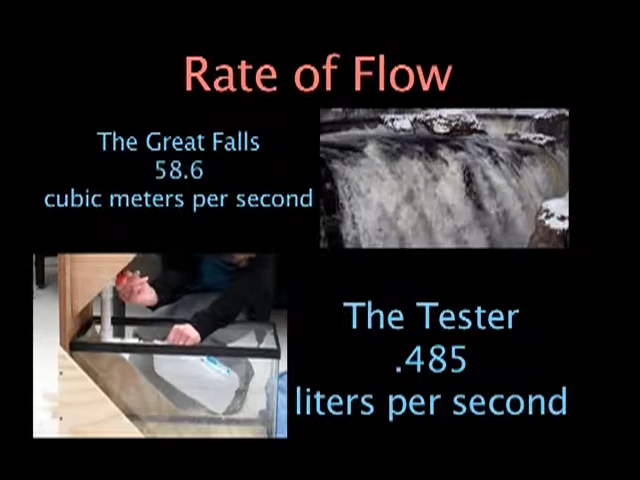 Rate of Flow
The Great Falls
58.6
cubic meters per second
The Tester
.485
liters per second